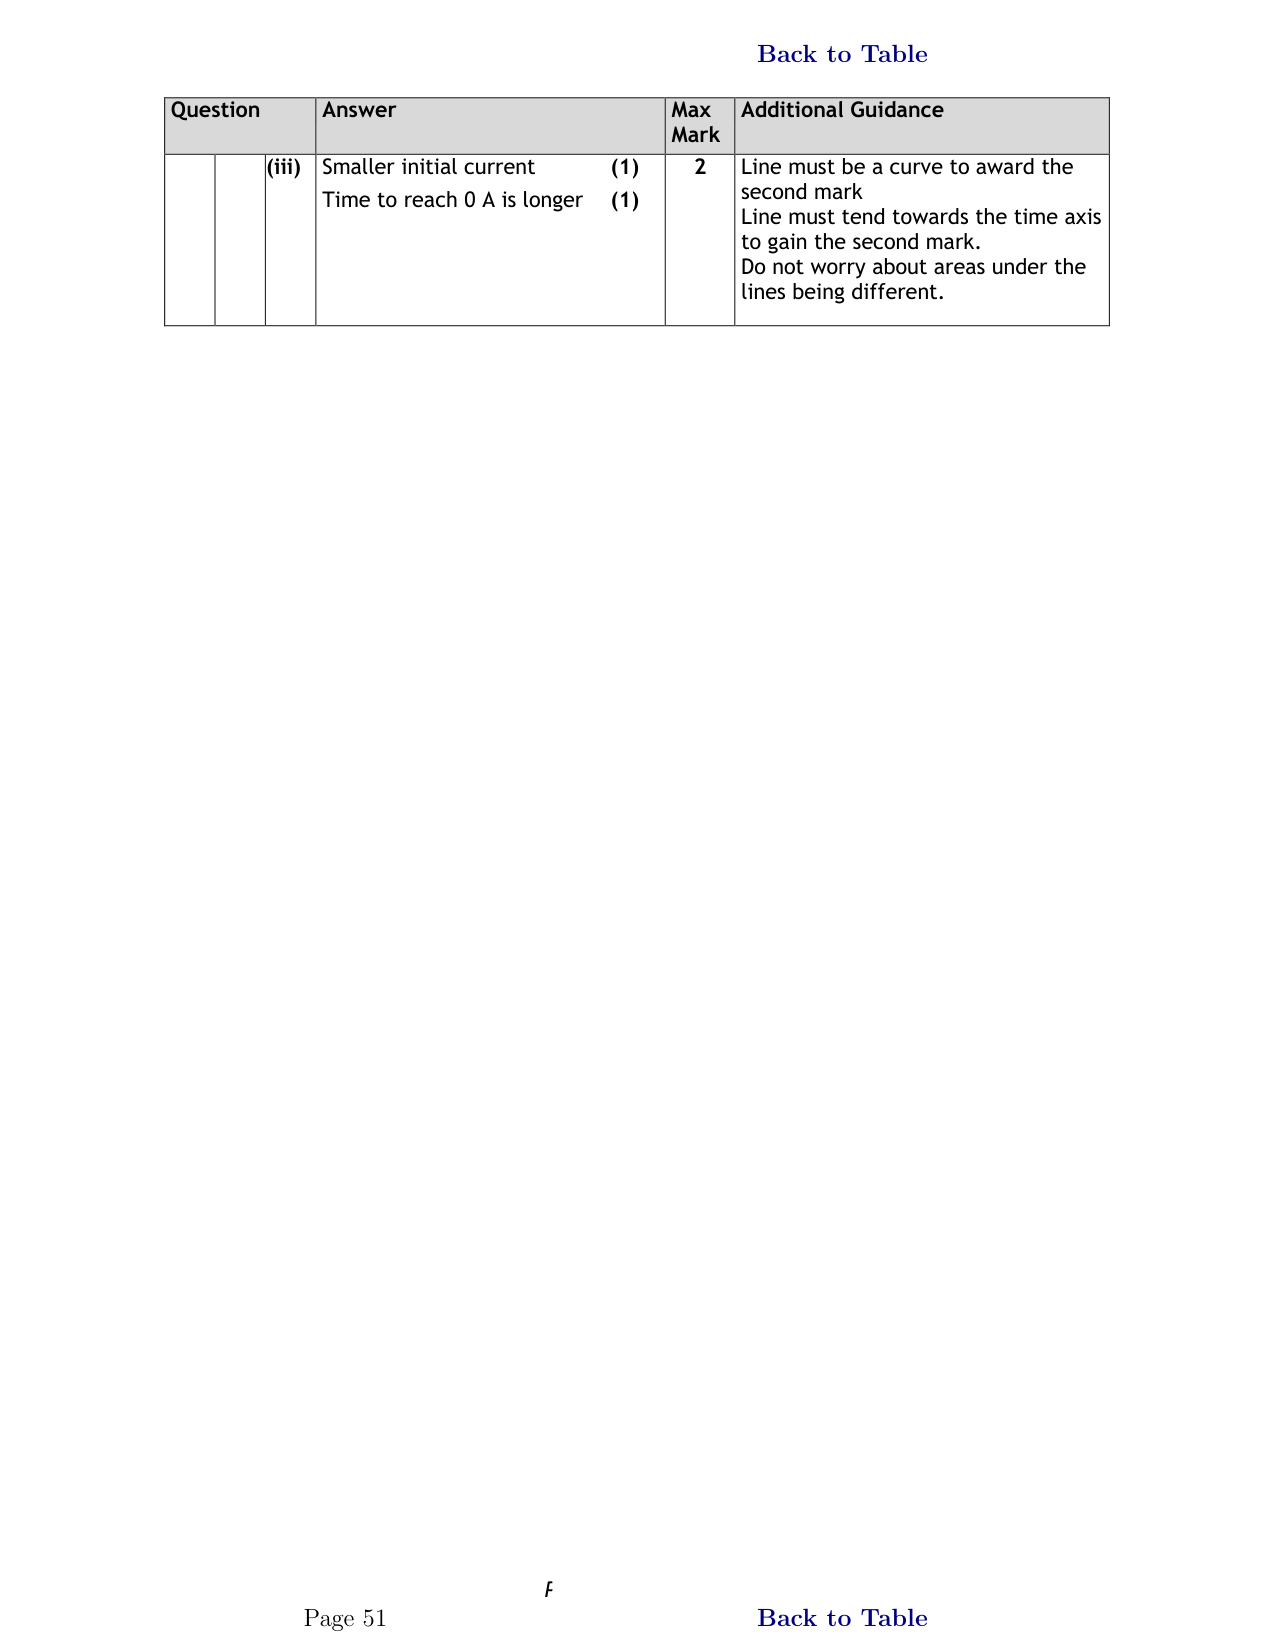 Back to Table
Question Answer Max Mark Additional Guidance
(iii) Smaller initial current (1) 2 Line must be a curve to award the
second mark
Time to reach 0 A is longer (1)
Line must tend towards the time axis
to gain the second mark.
Do not worry about areas under the
lines being different.
Page 51 Back to Table